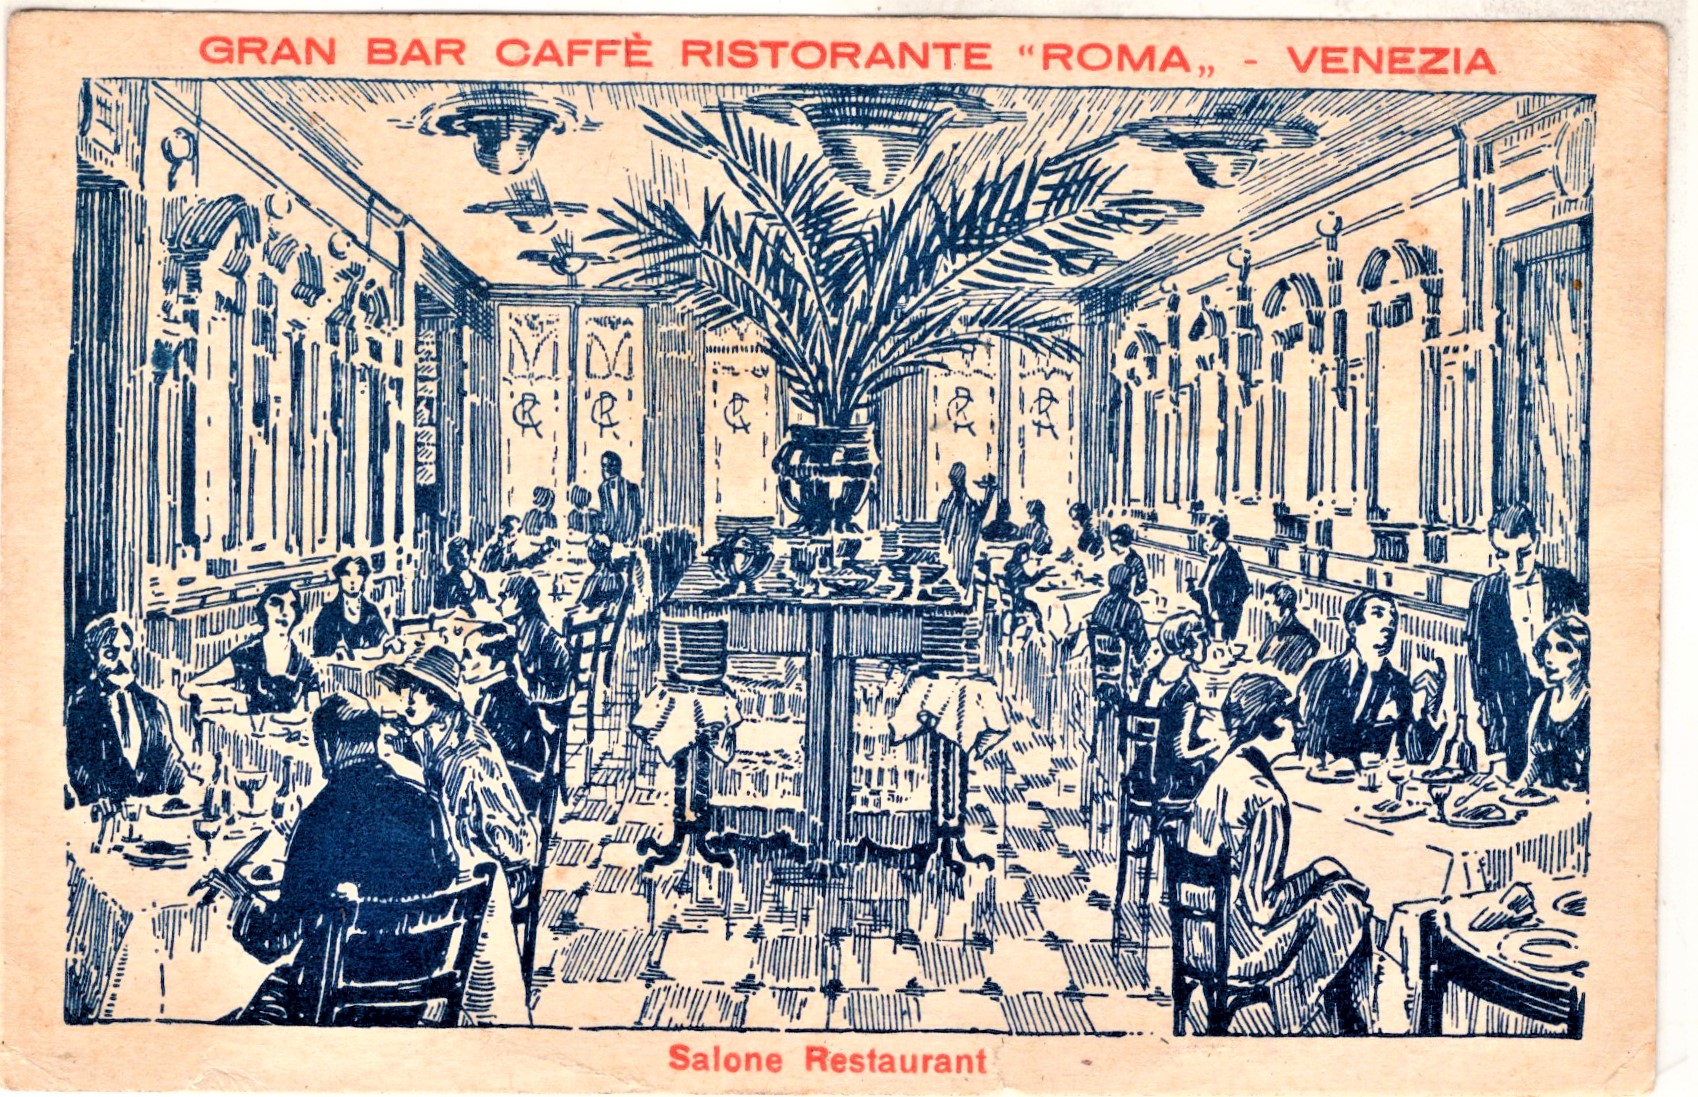 GRAN BAR CAFFÈ RISTORANTE “ROMA„ - VENEZIA
Salone Restaurant